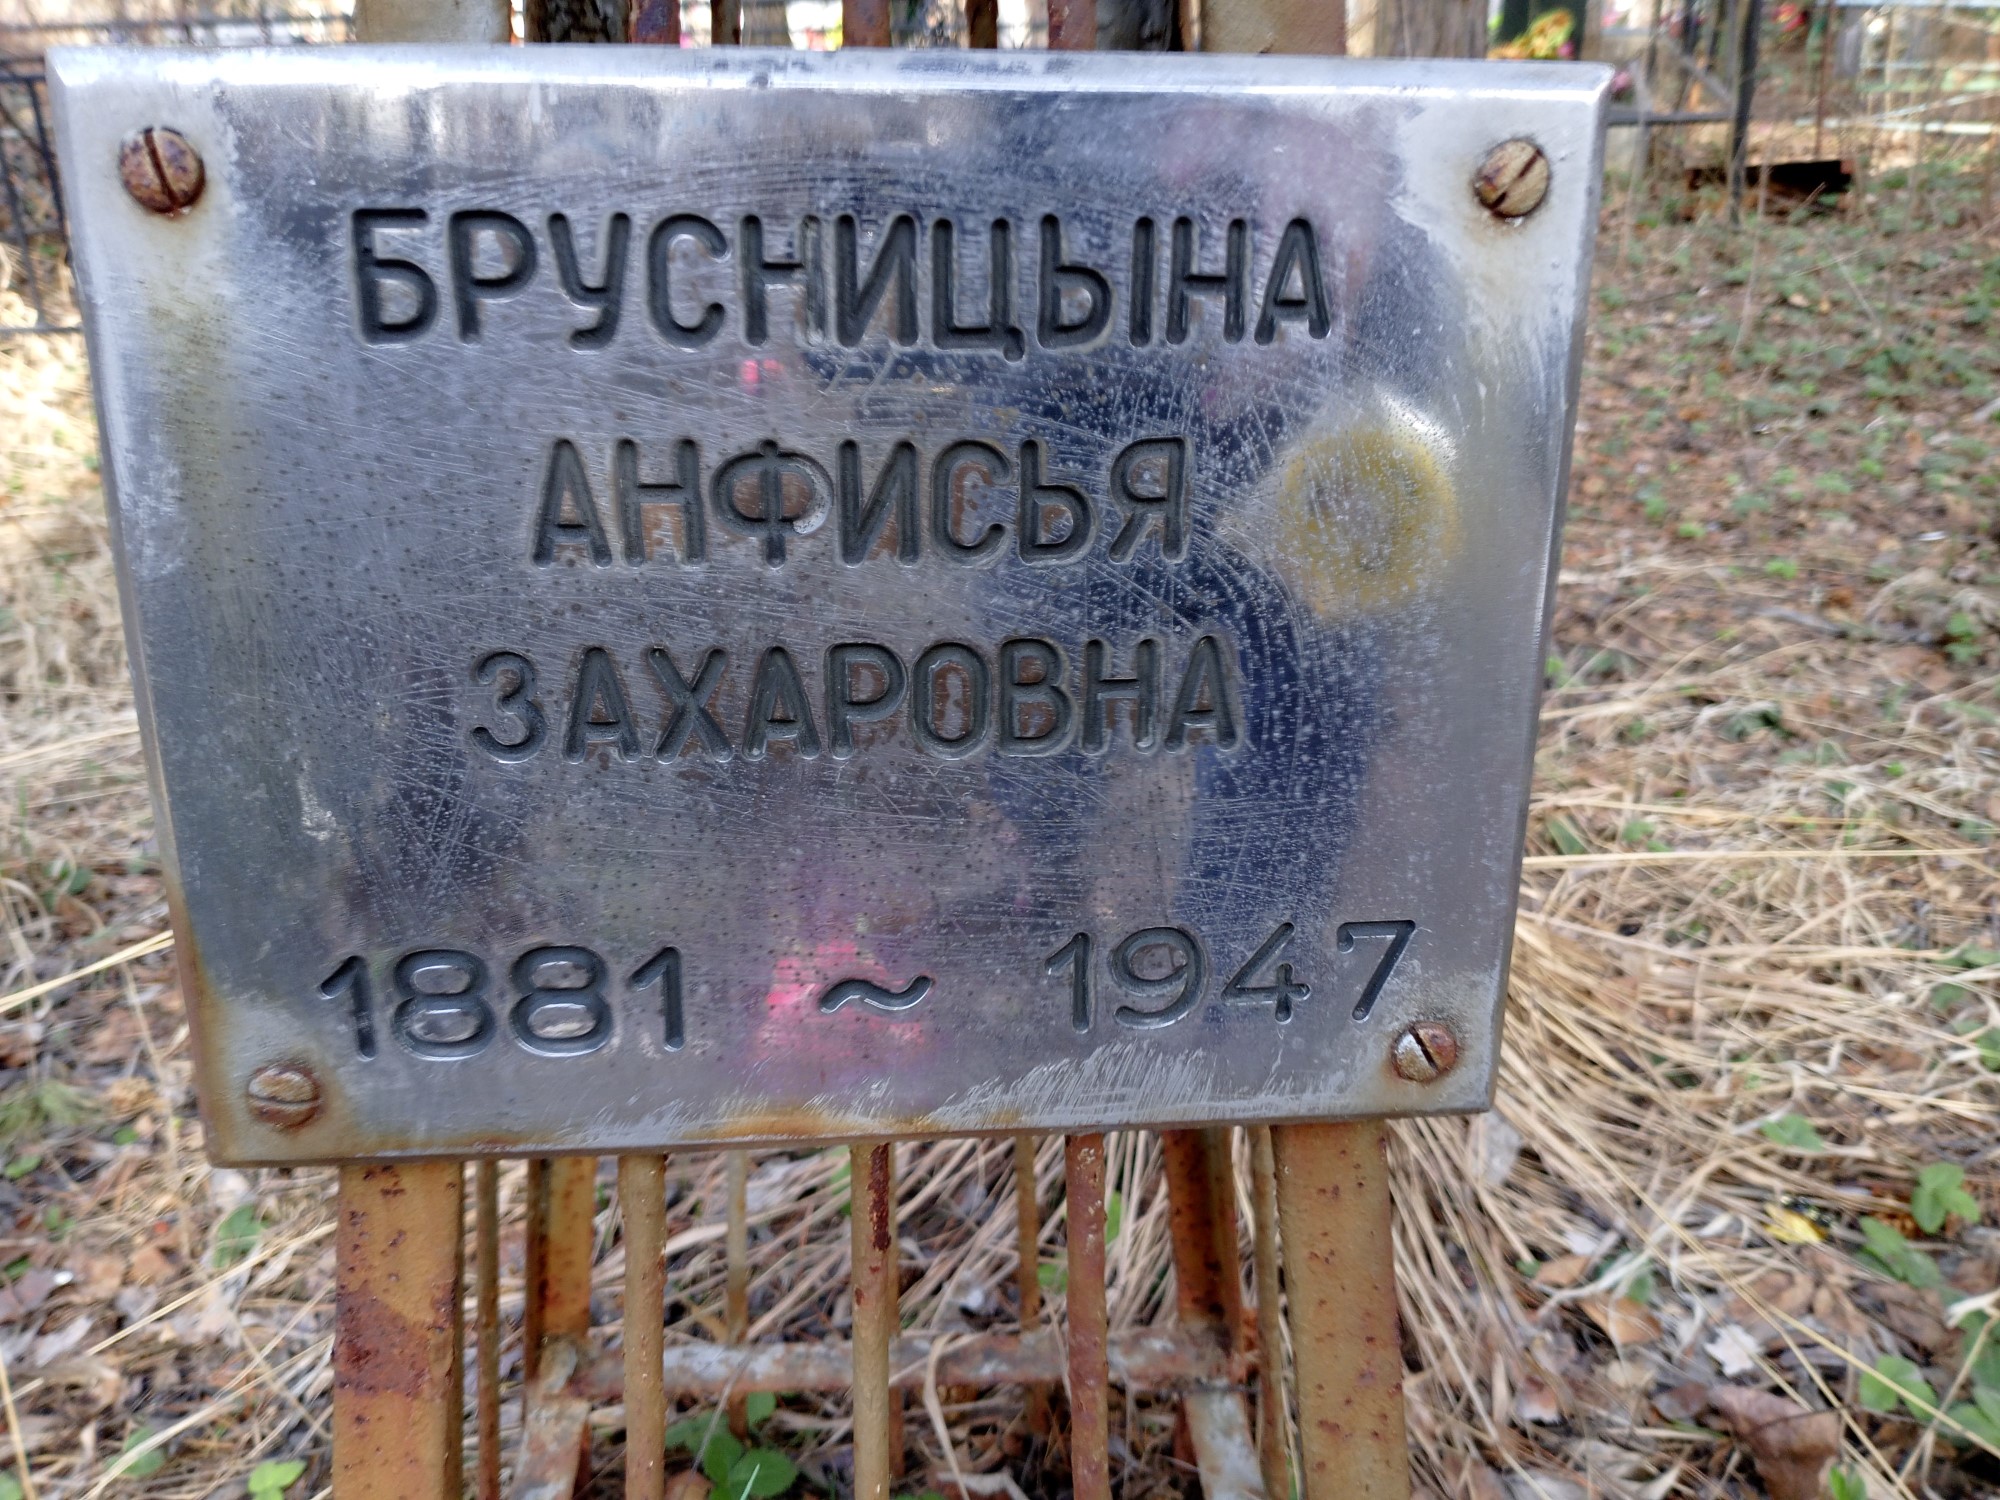 БРУСНИЦЫНА
АНФИСЬЯ
ЗАХАРОВНА
1881 ~ 1947